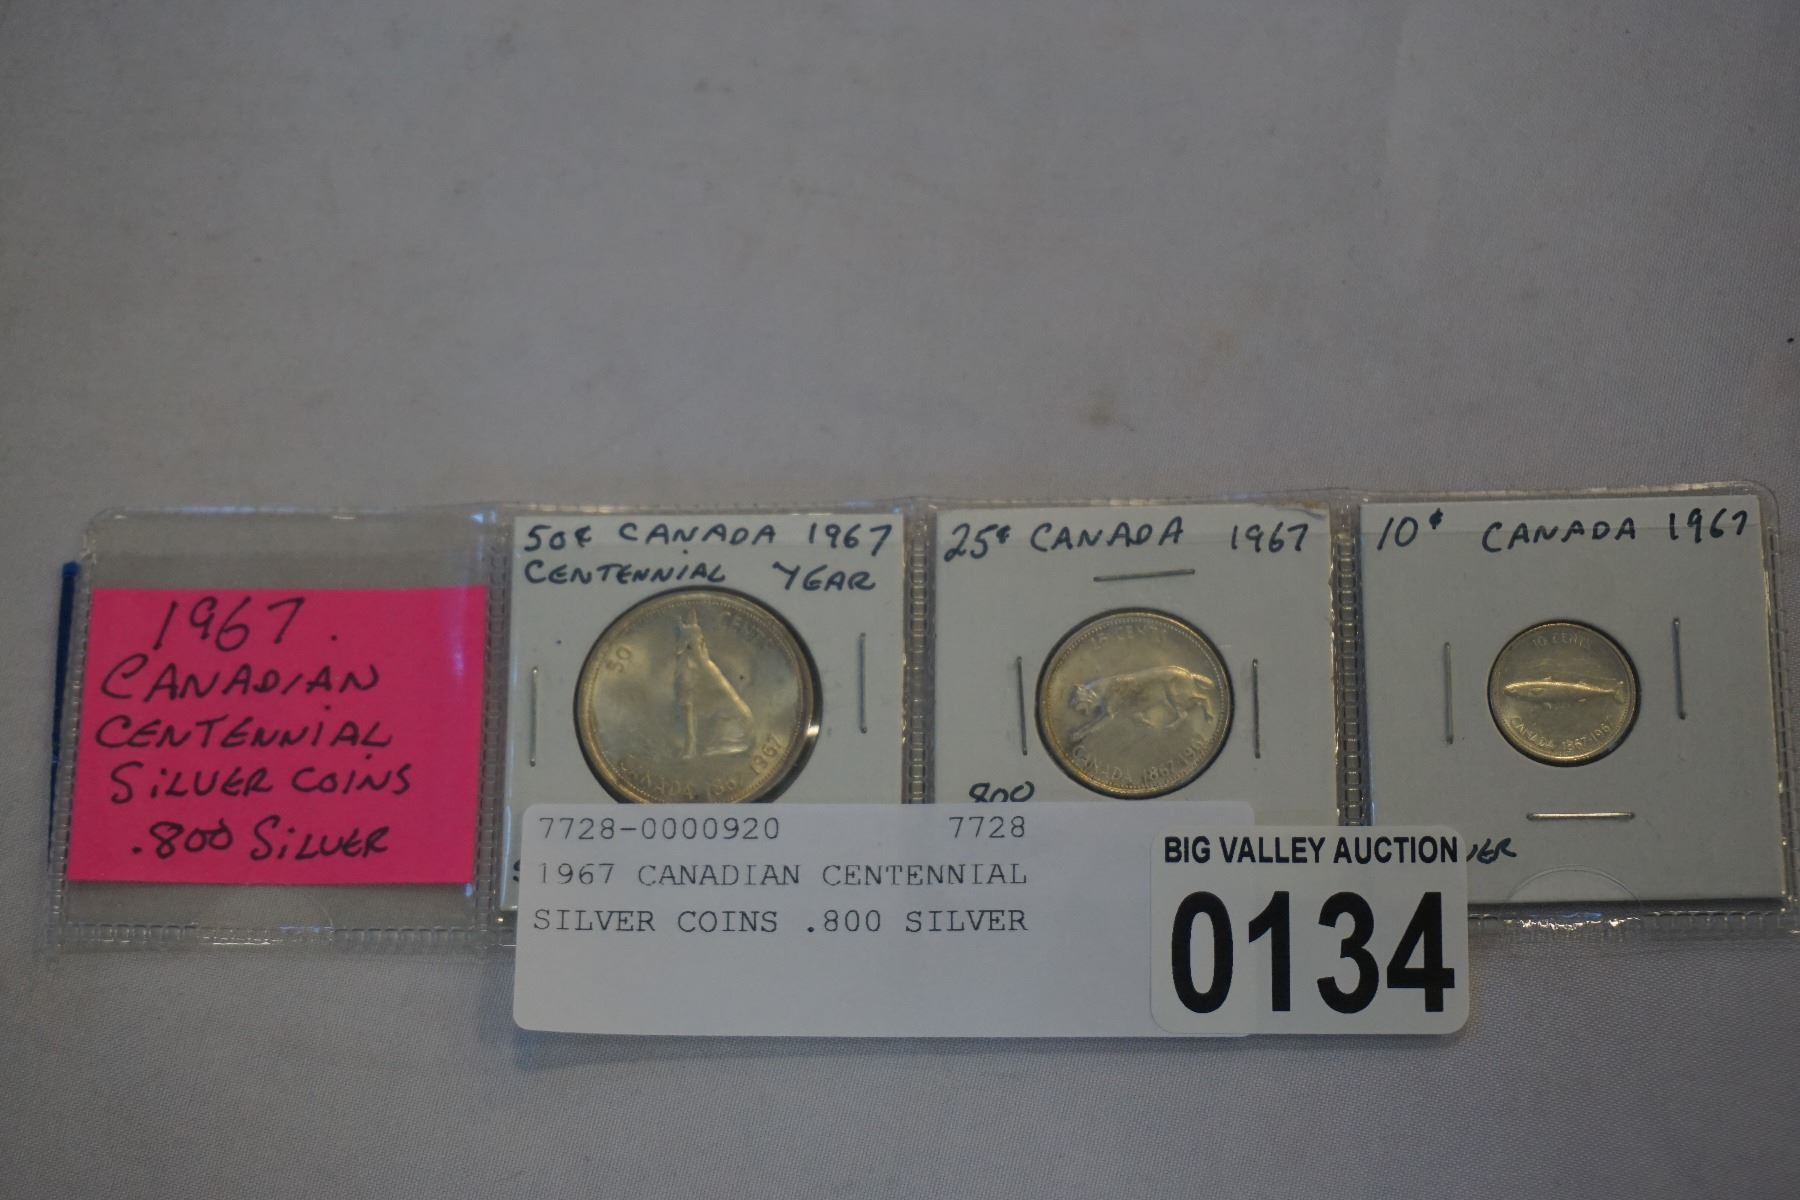 1967.
CANADIAN
CENTENNIAL
SILVER COINS
.800 SILVER
50¢ CANADA 1967
CENTENNIAL YEAR
50 CENTS
CANADA 1867 1967
25¢ CANADA 1967
25 CENTS
CANADA 1867-1967
800
10¢ CANADA 1967
10 CENTS
CANADA 1867-1967
7728-0000920 7728
1967 CANADIAN CENTENNIAL
SILVER COINS .800 SILVER
BIG VALLEY AUCTION
0134